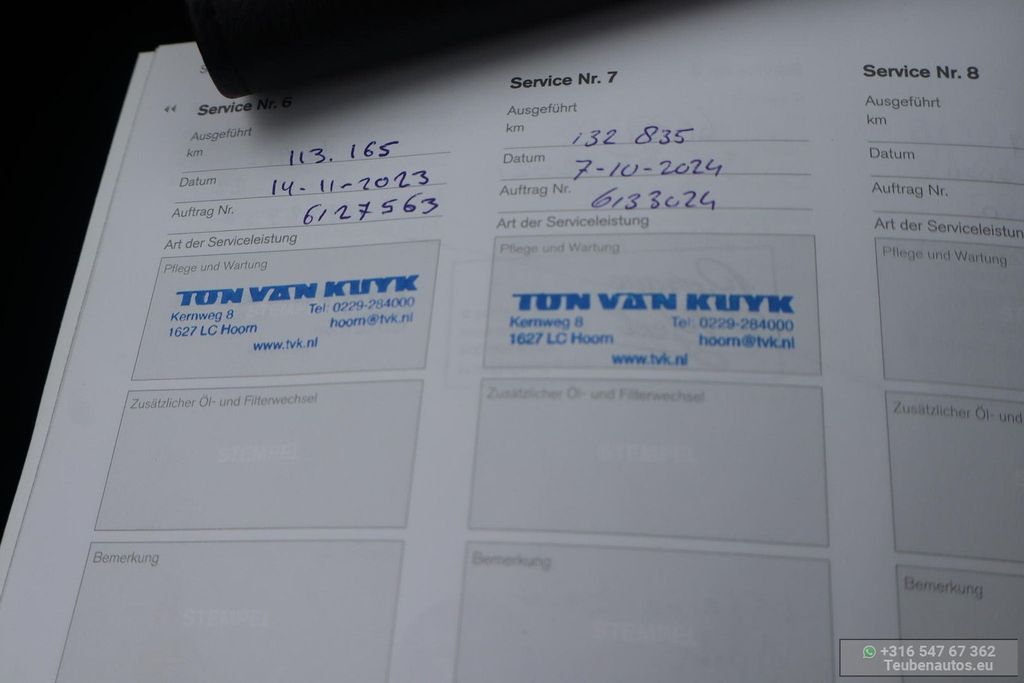 Service Nr. 6
Ausgeführt
km 113.165
Datum 14-11-2023
Auftrag Nr. 6127563
Art der Serviceleistung
Pflege und Wartung
TON VAN KUYK
Kernweg 8 Tel: 0229-284000
1627 LC Hoorn hoorn@tvk.nl
www.tvk.nl
Zusätzlicher Öl- und Filterwechsel
STEMPEL
Bemerkung
STEMPEL
Service Nr. 7
Ausgeführt
km 132 835
Datum 7-10-2024
Auftrag Nr. 6133024
Art der Serviceleistung
Pflege und Wartung
TON VAN KUYK
Kernweg 8 Tel: 0229-284000
1627 LC Hoorn hoorn@tvk.nl
www.tvk.nl
Zusätzlicher Öl- und Filterwechsel
STEMPEL
Bemerkung
STEMPEL
Service Nr. 8
Ausgeführt
km
Datum
Auftrag Nr.
Art der Serviceleistun
Pflege und Wartung
Zusätzlicher Öl- und
Bemerkung
+316 547 67 362
Teubenautos.eu